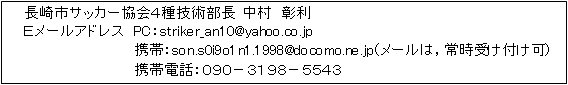 長崎市サッカー協会4種技術部長 中村 彰利
Eメールアドレス PC:striker_an10@yahoo.co.jp
携帯:son.s0i9o1n1.1998@docomo.ne.jp(メールは,常時受け付け可)
携帯電話:090-3198-5543